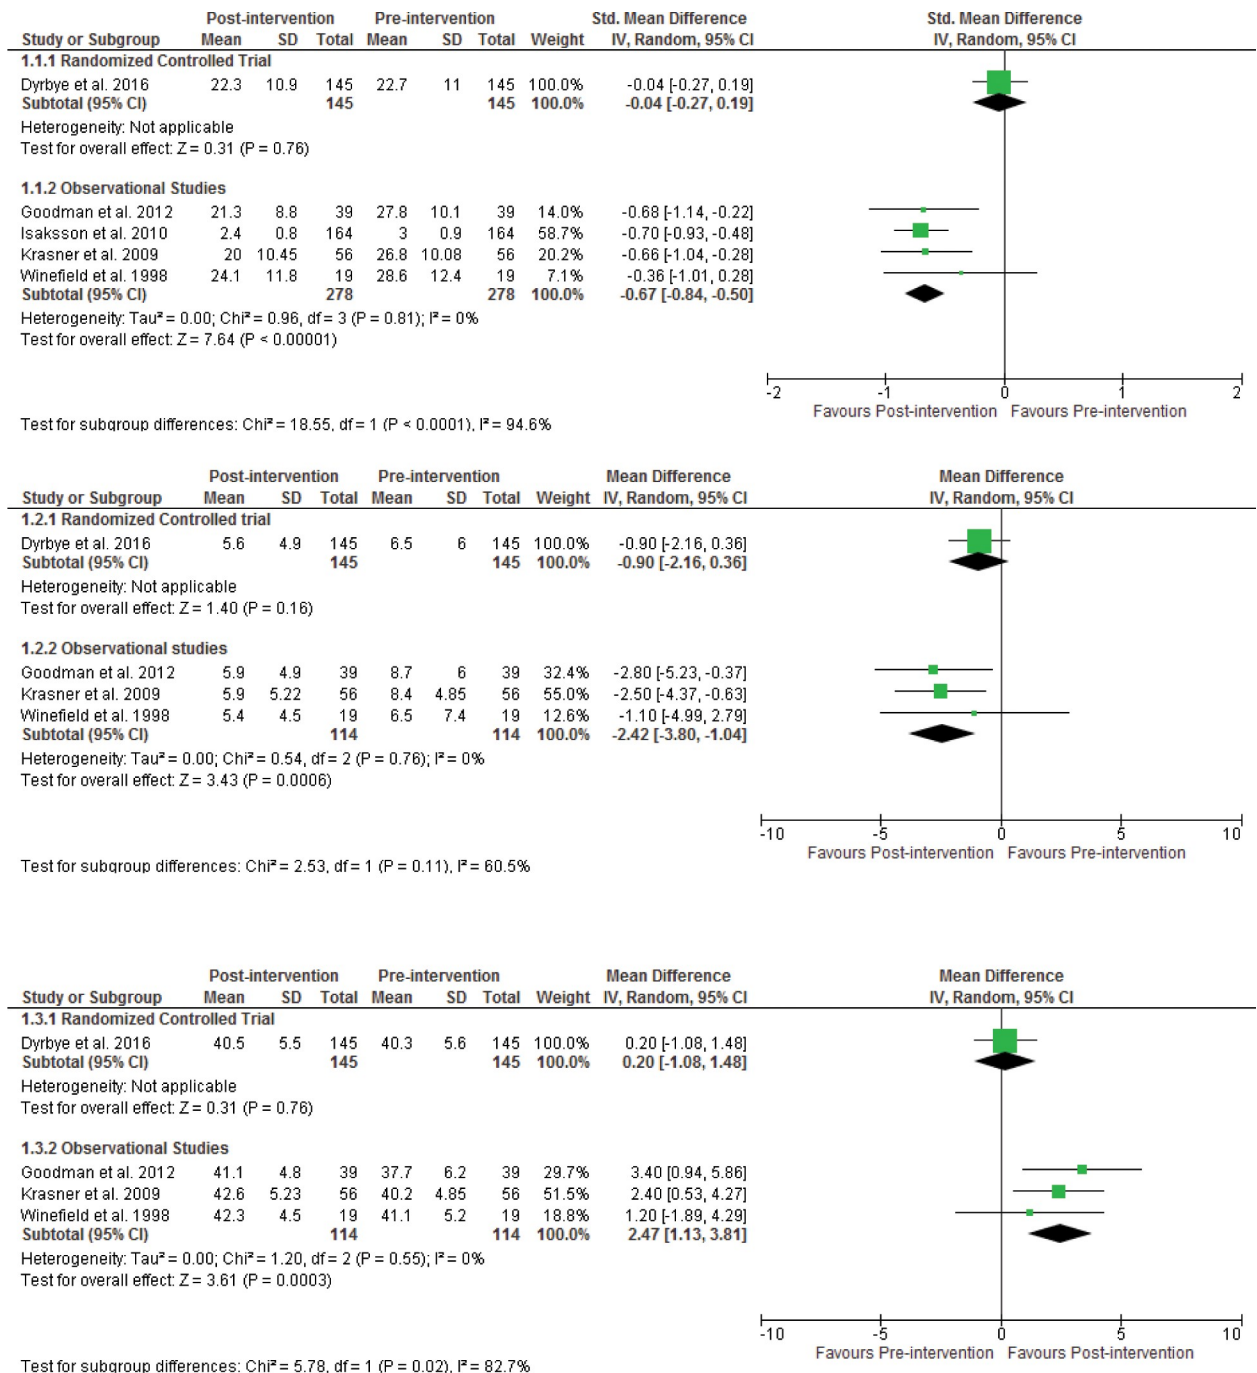 Post-intervention Pre-intervention Std. Mean Difference Std. Mean Difference
Study or Subgroup Mean SD Total Mean SD Total Weight IV, Random, 95% CI IV, Random, 95% CI
1.1.1 Randomized Controlled Trial
Dyrbye et al. 2016 22.3 10.9 145 22.7 11 145 100.0% -0.04 [-0.27, 0.19]
Subtotal (95% CI) 145 145 100.0% -0.04 [-0.27, 0.19]
Heterogeneity: Not applicable
Test for overall effect: Z = 0.31 (P = 0.76)
1.1.2 Observational Studies
Goodman et al. 2012 21.3 8.8 39 27.8 10.1 39 14.0% -0.68 [-1.14, -0.22]
Isaksson et al. 2010 2.4 0.8 164 3 0.9 164 58.7% -0.70 [-0.93, -0.48]
Krasner et al. 2009 20 10.45 56 26.8 10.08 56 20.2% -0.66 [-1.04, -0.28]
Winefield et al. 1998 24.1 11.8 19 28.6 12.4 19 7.1% -0.36 [-1.01, 0.28]
Subtotal (95% CI) 278 278 100.0% -0.67 [-0.84, -0.50]
Heterogeneity: Tau² = 0.00; Chi² = 0.96, df = 3 (P = 0.81); I² = 0%
Test for overall effect: Z = 7.64 (P < 0.00001)
-2 -1 0 1 2
Favours Post-intervention Favours Pre-intervention
Test for subgroup differences: Chi² = 18.55, df = 1 (P < 0.0001), I² = 94.6%
Post-intervention Pre-intervention Mean Difference Mean Difference
Study or Subgroup Mean SD Total Mean SD Total Weight IV, Random, 95% CI IV, Random, 95% CI
1.2.1 Randomized Controlled trial
Dyrbye et al. 2016 5.6 4.9 145 6.5 6 145 100.0% -0.90 [-2.16, 0.36]
Subtotal (95% CI) 145 145 100.0% -0.90 [-2.16, 0.36]
Heterogeneity: Not applicable
Test for overall effect: Z = 1.40 (P = 0.16)
1.2.2 Observational studies
Goodman et al. 2012 5.9 4.9 39 8.7 6 39 32.4% -2.80 [-5.23, -0.37]
Krasner et al. 2009 5.9 5.22 56 8.4 4.85 56 55.0% -2.50 [-4.37, -0.63]
Winefield et al. 1998 5.4 4.5 19 6.5 7.4 19 12.6% -1.10 [-4.99, 2.79]
Subtotal (95% CI) 114 114 100.0% -2.42 [-3.80, -1.04]
Heterogeneity: Tau² = 0.00; Chi² = 0.54, df = 2 (P = 0.76); I² = 0%
Test for overall effect: Z = 3.43 (P = 0.0006)
-10 -5 0 5 10
Favours Post-intervention Favours Pre-intervention
Test for subgroup differences: Chi² = 2.53, df = 1 (P = 0.11), I² = 60.5%
Post-intervention Pre-intervention Mean Difference Mean Difference
Study or Subgroup Mean SD Total Mean SD Total Weight IV, Random, 95% CI IV, Random, 95% CI
1.3.1 Randomized Controlled Trial
Dyrbye et al. 2016 40.5 5.5 145 40.3 5.6 145 100.0% 0.20 [-1.08, 1.48]
Subtotal (95% CI) 145 145 100.0% 0.20 [-1.08, 1.48]
Heterogeneity: Not applicable
Test for overall effect: Z = 0.31 (P = 0.76)
1.3.2 Observational Studies
Goodman et al. 2012 41.1 4.8 39 37.7 6.2 39 29.7% 3.40 [0.94, 5.86]
Krasner et al. 2009 42.6 5.23 56 40.2 4.85 56 51.5% 2.40 [0.53, 4.27]
Winefield et al. 1998 42.3 4.5 19 41.1 5.2 19 18.8% 1.20 [-1.89, 4.29]
Subtotal (95% CI) 114 114 100.0% 2.47 [1.13, 3.81]
Heterogeneity: Tau² = 0.00; Chi² = 1.20, df = 2 (P = 0.55); I² = 0%
Test for overall effect: Z = 3.61 (P = 0.0003)
-10 -5 0 5 10
Favours Pre-intervention Favours Post-intervention
Test for subgroup differences: Chi² = 5.78, df = 1 (P = 0.02), I² = 82.7%